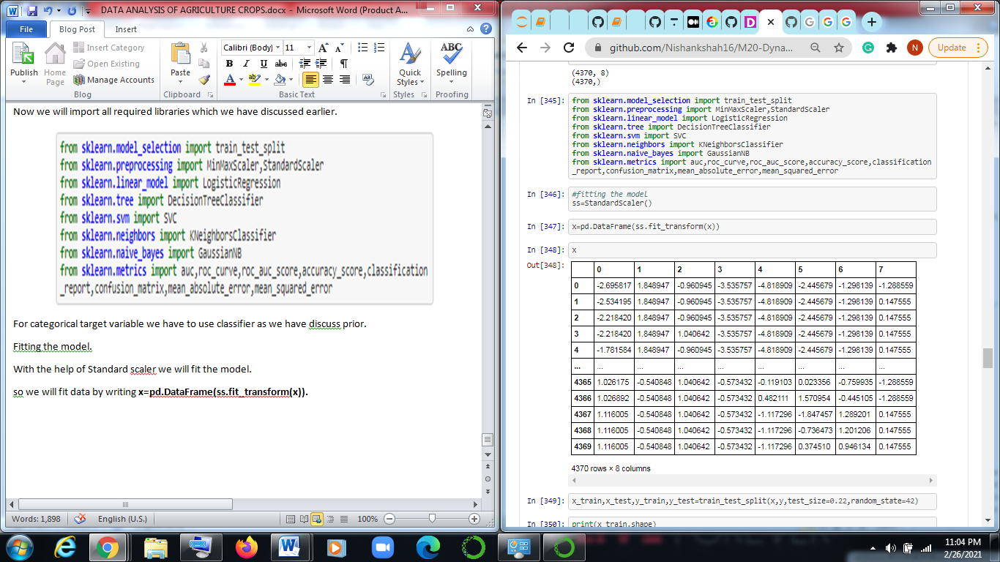 DATA ANALYSIS OF AGRICULTURE CROPS.docx - Microsoft Word (Product A...
File
Blog Post
Insert
Publish
Home Page
Insert Category
Open Existing
Manage Accounts
Blog
Paste
Clipboard
Calibri (Body)
11
B I U abc
Basic Text
Quick Styles
Styles
ABC
Spelling
Proofing
Now we will import all required libraries which we have discussed earlier.
from sklearn.model_selection import train_test_split
from sklearn.preprocessing import MinMaxScaler,StandardScaler
from sklearn.linear_model import LogisticRegression
from sklearn.tree import DecisionTreeClassifier
from sklearn.svm import SVC
from sklearn.neighbors import KNeighborsClassifier
from sklearn.naive_bayes import GaussianNB
from sklearn.metrics import auc,roc_curve,roc_auc_score,accuracy_score,classification
_report,confusion_matrix,mean_absolute_error,mean_squared_error
For categorical target variable we have to use classifier as we have discuss prior.
Fitting the model.
With the help of Standard scaler we will fit the model.
so we will fit data by writing x=pd.DataFrame(ss.fit_transform(x)).
Words: 1,898
English (U.S.)
100%
github.com/Nishankshah16/M20-Dyna...
N
Update
(4370, 8)
(4370,)
In [345]: from sklearn.model_selection import train_test_split
from sklearn.preprocessing import MinMaxScaler,StandardScaler
from sklearn.linear_model import LogisticRegression
from sklearn.tree import DecisionTreeClassifier
from sklearn.svm import SVC
from sklearn.neighbors import KNeighborsClassifier
from sklearn.naive_bayes import GaussianNB
from sklearn.metrics import auc,roc_curve,roc_auc_score,accuracy_score,classification
_report,confusion_matrix,mean_absolute_error,mean_squared_error
In [346]: #fitting the model
ss=StandardScaler()
In [347]: x=pd.DataFrame(ss.fit_transform(x))
In [348]: x
Out[348]:
0 1 2 3 4 5 6 7
0 -2.695817 1.848947 -0.960945 -3.535757 -4.818909 -2.445679 -1.298139 -1.288559
1 -2.534195 1.848947 -0.960945 -3.535757 -4.818909 -2.445679 -1.298139 0.147555
2 -2.218420 1.848947 -0.960945 -3.535757 -4.818909 -2.445679 -1.298139 0.147555
3 -2.218420 1.848947 1.040642 -3.535757 -4.818909 -2.445679 -1.298139 0.147555
4 -1.781584 1.848947 -0.960945 -3.535757 -4.818909 -2.445679 -1.298139 0.147555
... ... ... ... ... ... ... ... ...
4365 1.026175 -0.540848 1.040642 -0.573432 -0.119103 0.023356 -0.759935 -1.288559
4366 1.026892 -0.540848 1.040642 -0.573432 0.482111 1.570954 -0.445105 -1.288559
4367 1.116005 -0.540848 1.040642 -0.573432 -1.117296 -1.847457 1.289201 0.147555
4368 1.116005 -0.540848 1.040642 -0.573432 -1.117296 -0.736473 1.201206 0.147555
4369 1.116005 -0.540848 1.040642 -0.573432 -1.117296 0.374510 0.946134 0.147555
4370 rows × 8 columns
In [349]: x_train,x_test,y_train,y_test=train_test_split(x,y,test_size=0.22,random_state=42)
In [350]: print(x_train.shape)
11:04 PM
2/26/2021